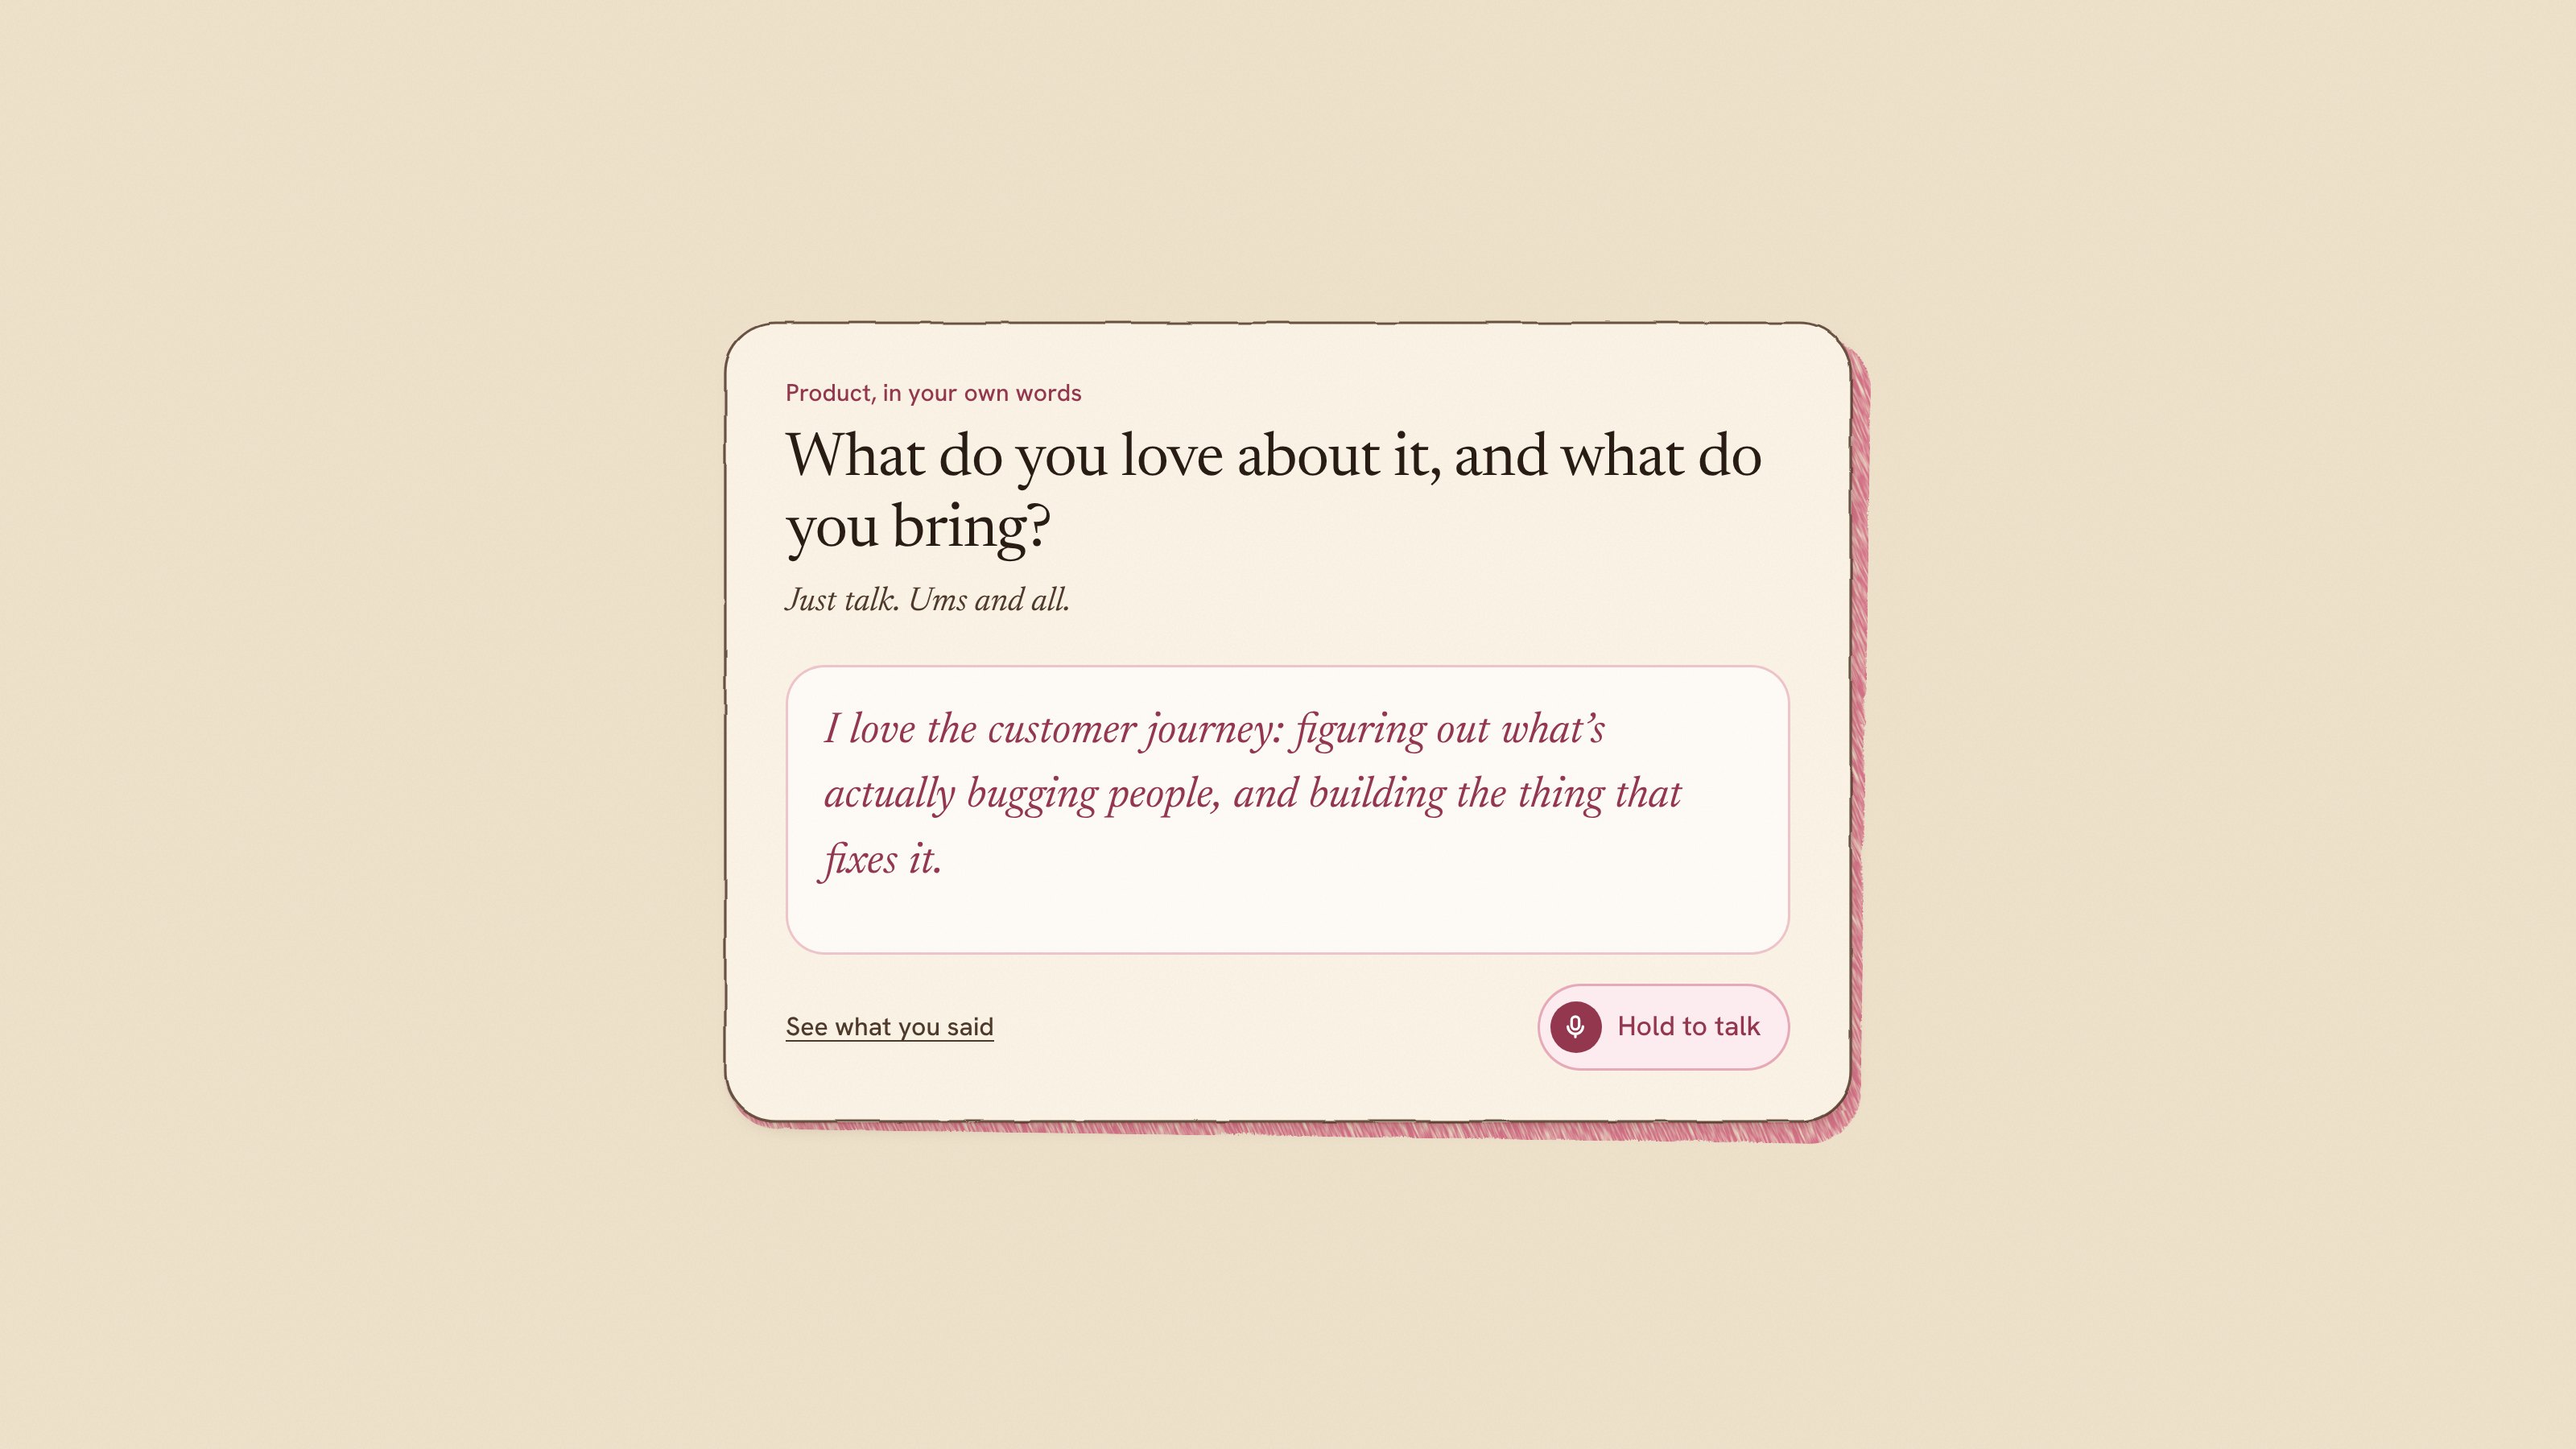 Product, in your own words
What do you love about it, and what do
you bring?
Just talk. Ums and all.
I love the customer journey: figuring out what’s
actually bugging people, and building the thing that
fixes it.
See what you said
Hold to talk